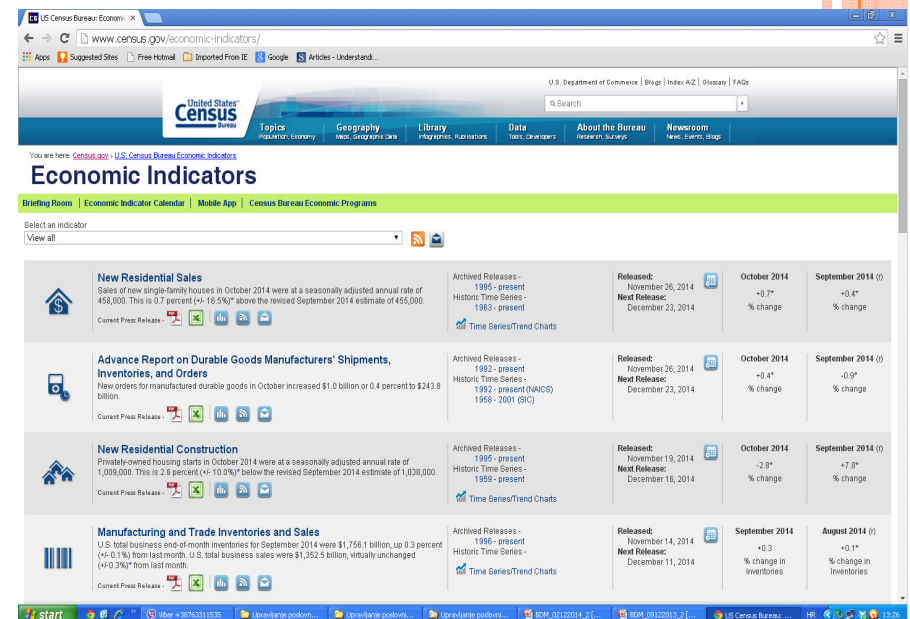 US Census Bureau: Economic
www.census.gov/economic-indicators/
Apps Suggested Sites Free Hotmail Imported From IE Google Articles - Understandi...
U.S. Department of Commerce | Blogs | Index A-Z | Glossary | FAQs
United States™
Census
Bureau
Search
Topics
Population, Economy
Geography
Maps, Geographic Data
Library
Infographics, Publications
Data
Tools, Developers
About the Bureau
Research, Surveys
Newsroom
News, Events, Blogs
You are here: Census.gov › U.S. Census Bureau Economic Indicators
Economic Indicators
Briefing Room | Economic Indicator Calendar | Mobile App | Census Bureau Economic Programs
Select an indicator
View all
New Residential Sales
Sales of new single-family houses in October 2014 were at a seasonally adjusted annual rate of
458,000. This is 0.7 percent (+/- 16.5%)* above the revised September 2014 estimate of 455,000.
Current Press Release -
Archived Releases -
1995 - present
Historic Time Series -
1963 - present
Time Series/Trend Charts
Released:
November 26, 2014
Next Release:
December 23, 2014
October 2014
+0.7*
% change
September 2014 (r)
+0.4*
% change
Advance Report on Durable Goods Manufacturers' Shipments,
Inventories, and Orders
New orders for manufactured durable goods in October increased $1.0 billion or 0.4 percent to $243.8
billion.
Current Press Release -
Archived Releases -
1992 - present
Historic Time Series -
1992 - present (NAICS)
1958 - 2001 (SIC)
Released:
November 26, 2014
Next Release:
December 23, 2014
October 2014
+0.4*
% change
September 2014 (r)
-0.9*
% change
New Residential Construction
Privately-owned housing starts in October 2014 were at a seasonally adjusted annual rate of
1,009,000. This is 2.8 percent (+/- 10.0%)* below the revised September 2014 estimate of 1,038,000.
Current Press Release -
Archived Releases -
1995 - present
Historic Time Series -
1959 - present
Time Series/Trend Charts
Released:
November 19, 2014
Next Release:
December 16, 2014
October 2014
-2.8*
% change
September 2014 (r)
+7.8*
% change
Manufacturing and Trade Inventories and Sales
U.S. total business end-of-month inventories for September 2014 were $1,756.1 billion, up 0.3 percent
(+/- 0.1%) from last month. U.S. total business sales were $1,352.5 billion, virtually unchanged
(+/-0.3%)* from last month.
Current Press Release -
Archived Releases -
1996 - present
Historic Time Series -
Time Series/Trend Charts
Released:
November 14, 2014
Next Release:
December 11, 2014
September 2014
+0.3
% change in
Inventories
August 2014 (r)
+0.1*
% change in
Inventories
start Viber +38763311535 Upravljanje poslovn... Upravljanje poslovni... Upravljanje poslovni... BDM_02122014_2 [... BDM_09122013_2 [... US Census Bureau: ... HR 13:26